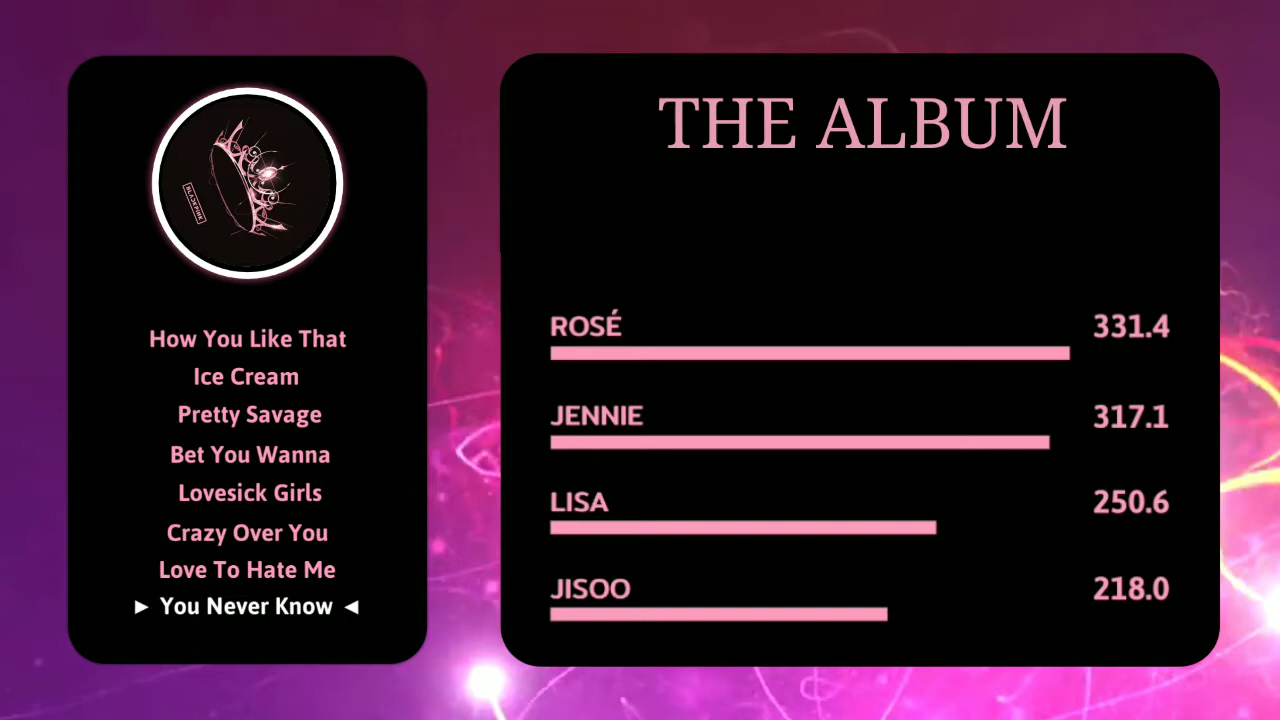 BLACKPINK
How You Like That
Ice Cream
Pretty Savage
Bet You Wanna
Lovesick Girls
Crazy Over You
Love To Hate Me
► You Never Know ◄
THE ALBUM
ROSÉ 331.4
JENNIE 317.1
LISA 250.6
JISOO 218.0